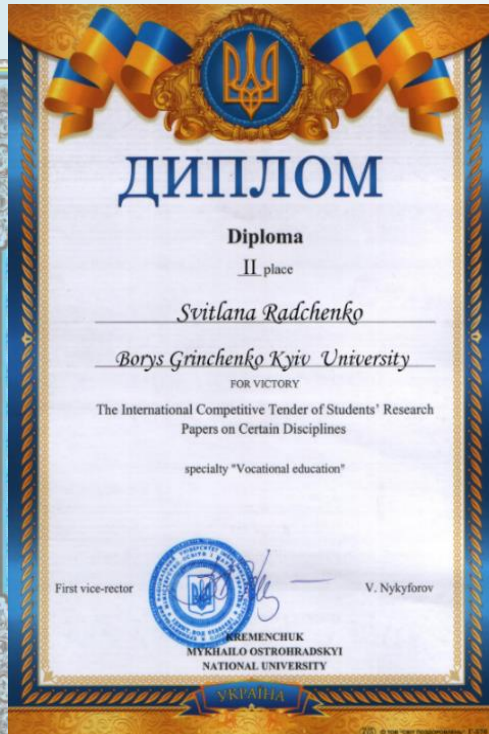 ДИПЛОМ
Diploma
II place
Svitlana Radchenko
Borys Grinchenko Kyiv University
FOR VICTORY
The International Competitive Tender of Students' Research
Papers on Certain Disciplines
specialty "Vocational education"
First vice-rector
V. Nykyforov
KREMENCHUK
MYKHAILO OSTROHRADSKYI
NATIONAL UNIVERSITY
УКРАЇНА